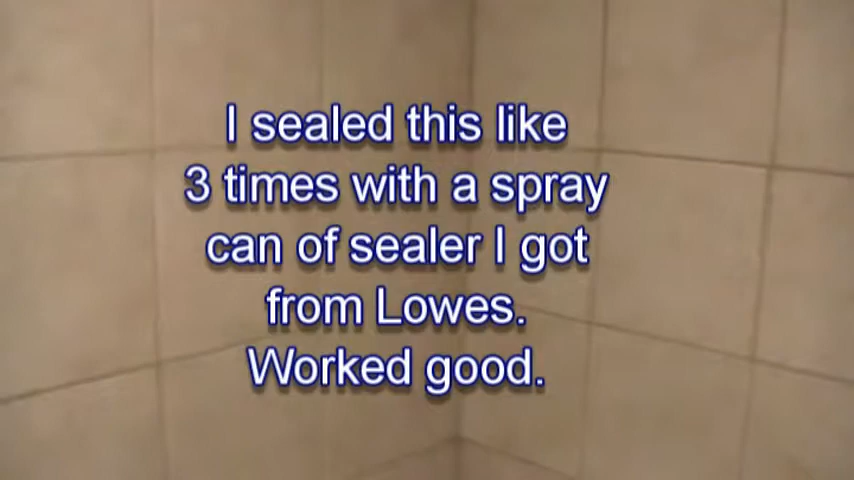 I sealed this like
3 times with a spray
can of sealer I got
from Lowes.
Worked good.